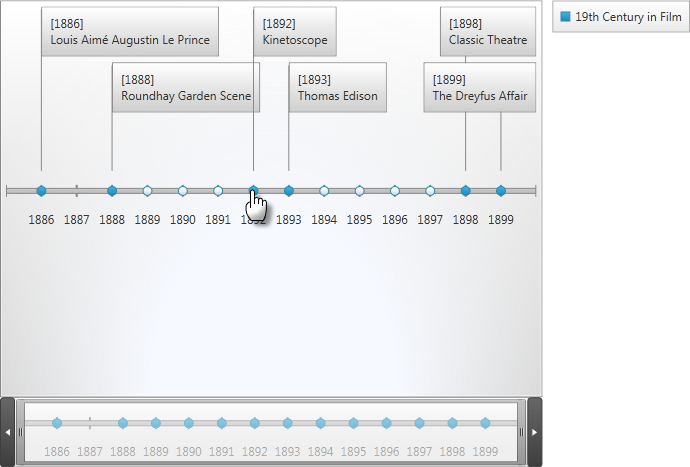 [1886]
Louis Aimé Augustin Le Prince
[1892]
Kinetoscope
[1898]
Classic Theatre
19th Century in Film
[1888]
Roundhay Garden Scene
[1893]
Thomas Edison
[1899]
The Dreyfus Affair
1886 1887 1888 1889 1890 1891 1892 1893 1894 1895 1896 1897 1898 1899
1886 1887 1888 1889 1890 1891 1892 1893 1894 1895 1896 1897 1898 1899